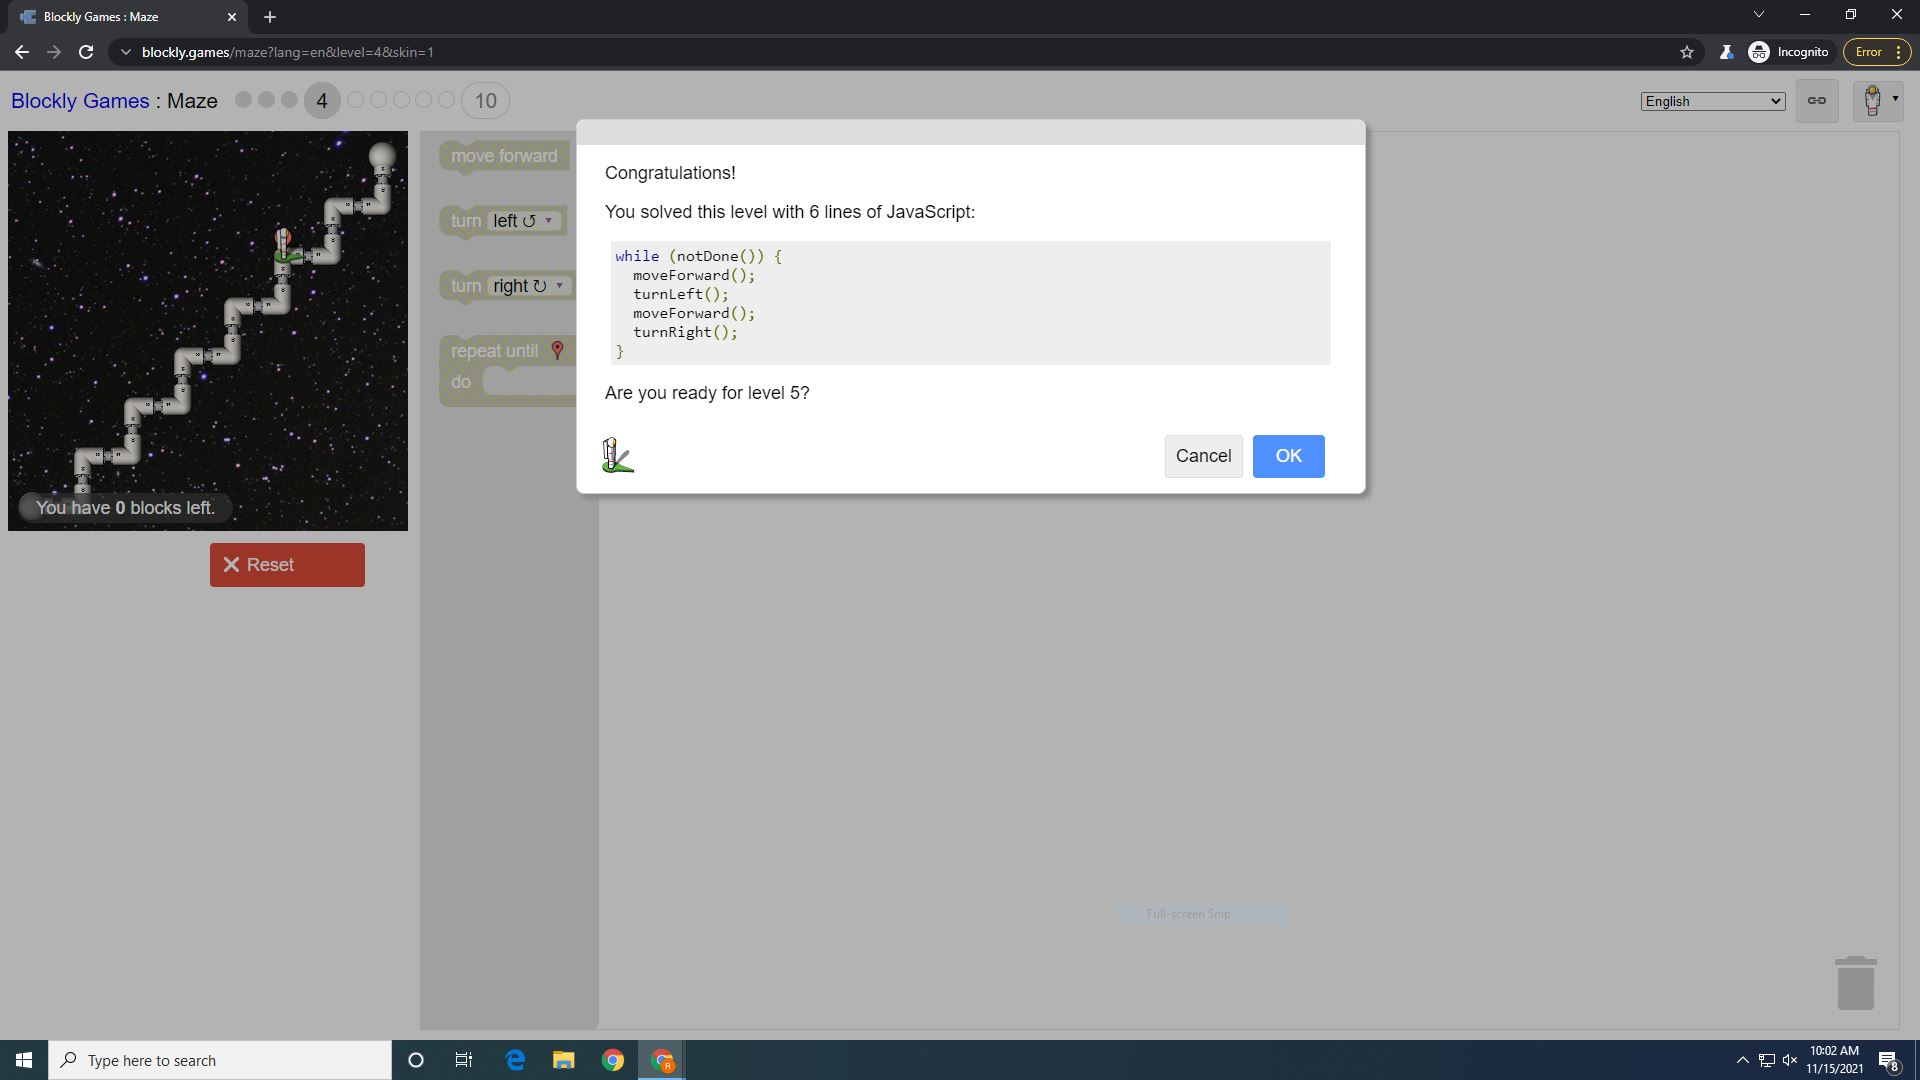 Blockly Games : Maze
blockly.games/maze?lang=en&level=4&skin=1
Incognito
Error
Blockly Games : Maze
4
10
English
move forward
turn left ↺ ▾
turn right ↻ ▾
repeat until
do
You have 0 blocks left.
Reset
Congratulations!
You solved this level with 6 lines of JavaScript:
while (notDone()) {
  moveForward();
  turnLeft();
  moveForward();
  turnRight();
}
Are you ready for level 5?
Cancel
OK
Full-screen Snip
Type here to search
R
10:02 AM
11/15/2021
8